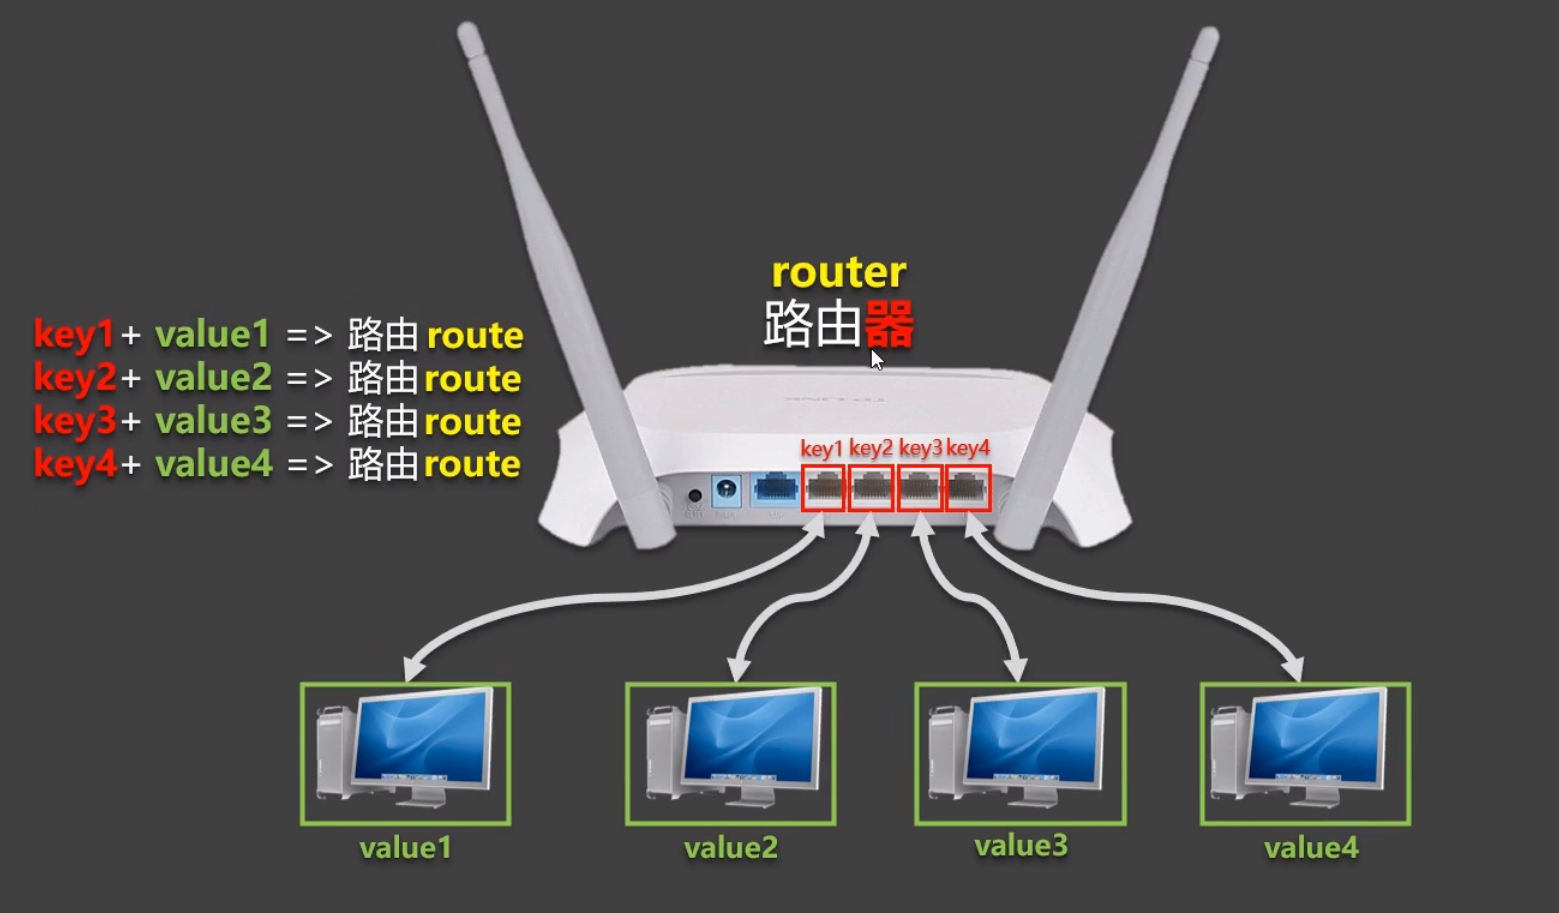 router
路由器
key1+ value1 => 路由 route
key2+ value2 => 路由 route
key3+ value3 => 路由 route
key4+ value4 => 路由 route
key1 key2 key3 key4
value1 value2 value3 value4